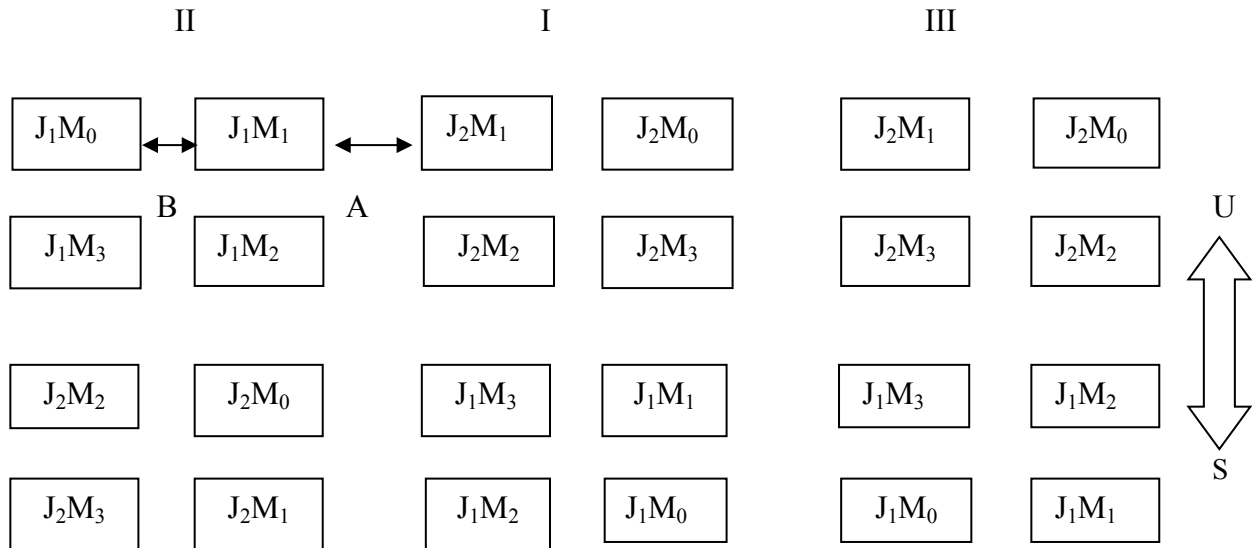 II I III
J₁M₀ J₁M₁ J₂M₁ J₂M₀ J₂M₁ J₂M₀
B A U
J₁M₃ J₁M₂ J₂M₂ J₂M₃ J₂M₃ J₂M₂
J₂M₂ J₂M₀ J₁M₃ J₁M₁ J₁M₃ J₁M₂
S
J₂M₃ J₂M₁ J₁M₂ J₁M₀ J₁M₀ J₁M₁